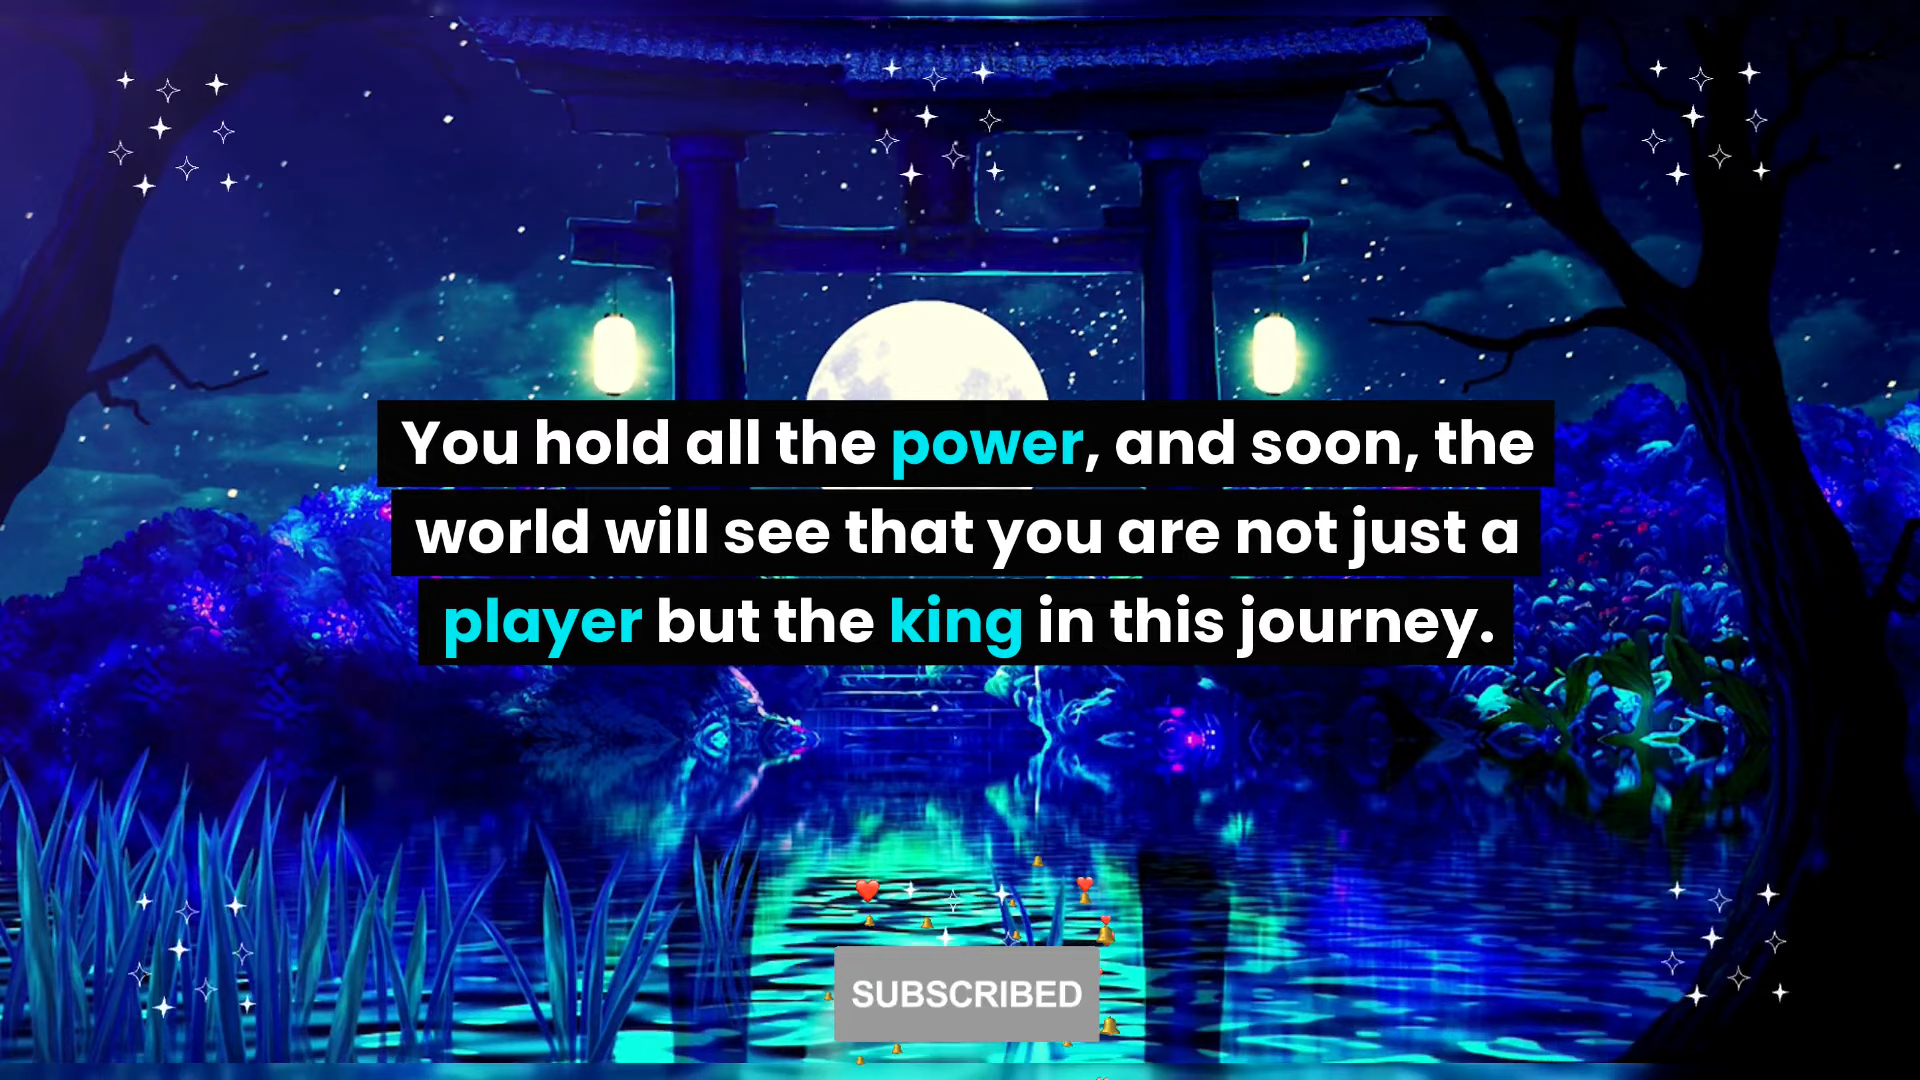 You hold all the power, and soon, the
world will see that you are not just a
player but the king in this journey.
SUBSCRIBED